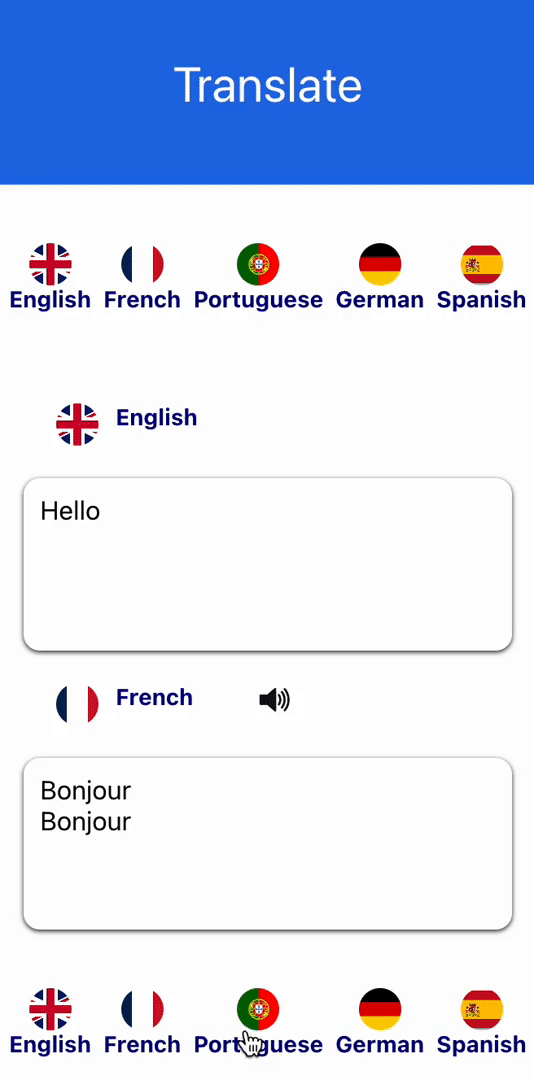 Translate
English French Portuguese German Spanish
English
Hello
French
Bonjour
Bonjour
English French Portuguese German Spanish